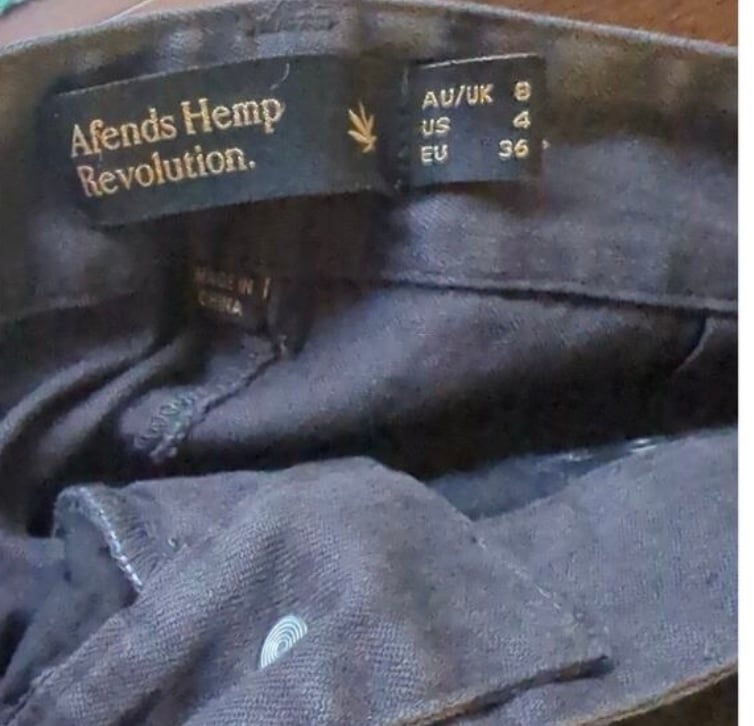 Afends Hemp
Revolution.
AU/UK 8
US 4
EU 36
MADE IN
CHINA